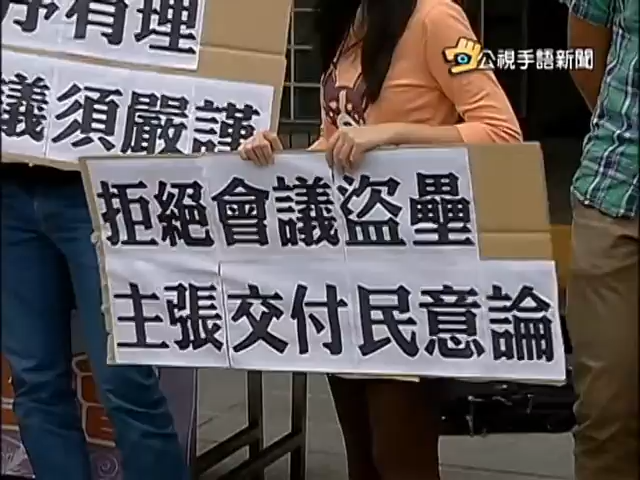 序有理
議須嚴謹
公視手語新聞
拒絕會議盜壘
主張交付民意論